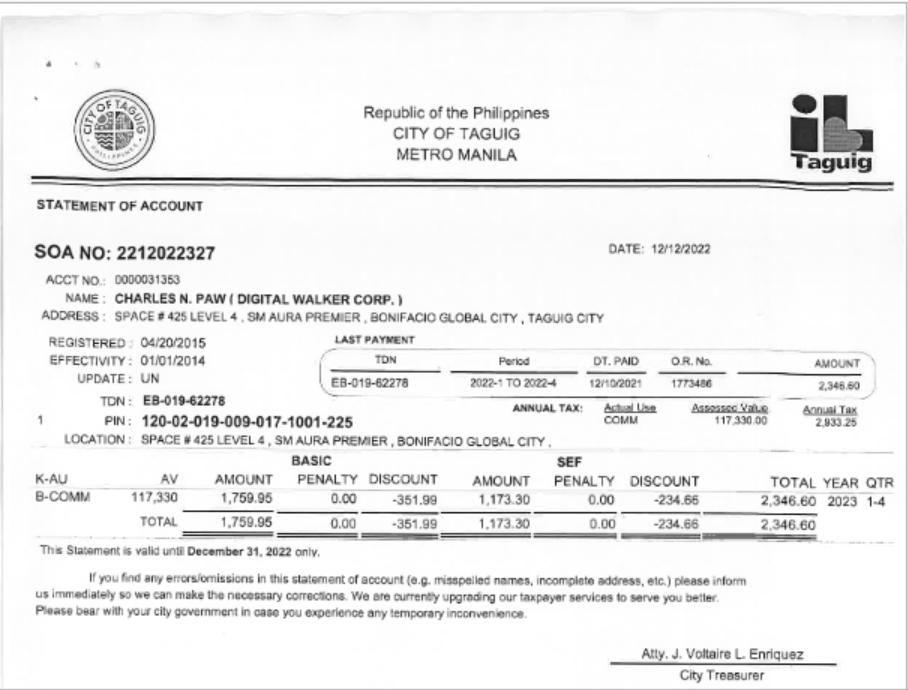 CITY OF TAGUIG
PHILIPPINES
Republic of the Philippines
CITY OF TAGUIG
METRO MANILA
iL
Taguig
STATEMENT OF ACCOUNT
SOA NO: 2212022327 DATE: 12/12/2022
ACCT NO.: 0000031353
NAME : CHARLES N. PAW ( DIGITAL WALKER CORP. )
ADDRESS : SPACE # 425 LEVEL 4 , SM AURA PREMIER , BONIFACIO GLOBAL CITY , TAGUIG CITY
REGISTERED : 04/20/2015 LAST PAYMENT
EFFECTIVITY : 01/01/2014 TDN Period DT. PAID O.R. No. AMOUNT
UPDATE : UN EB-019-62278 2022-1 TO 2022-4 12/10/2021 1773486 2,346.60
TDN : EB-019-62278 ANNUAL TAX: Actual Use Assessed Value Annual Tax
1 PIN : 120-02-019-009-017-1001-225 COMM 117,330.00 2,933.25
LOCATION : SPACE # 425 LEVEL 4 , SM AURA PREMIER , BONIFACIO GLOBAL CITY ,
BASIC SEF
K-AU AV AMOUNT PENALTY DISCOUNT AMOUNT PENALTY DISCOUNT TOTAL YEAR QTR
B-COMM 117,330 1,759.95 0.00 -351.99 1,173.30 0.00 -234.66 2,346.60 2023 1-4
TOTAL 1,759.95 0.00 -351.99 1,173.30 0.00 -234.66 2,346.60
This Statement is valid until December 31, 2022 only.
If you find any errors/omissions in this statement of account (e.g. misspelled names, incomplete address, etc.) please inform
us immediately so we can make the necessary corrections. We are currently upgrading our taxpayer services to serve you better.
Please bear with your city government in case you experience any temporary inconvenience.
Atty. J. Voltaire L. Enriquez
City Treasurer